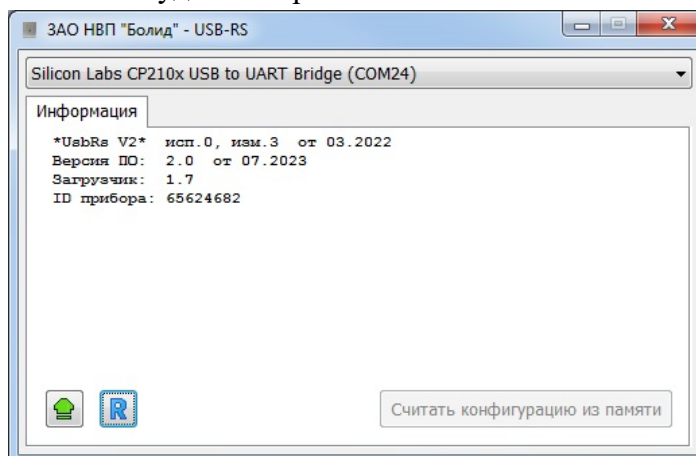 ЗАО НВП "Болид" - USB-RS
Silicon Labs CP210x USB to UART Bridge (COM24)
Информация
*UsbRs V2* исп.0, изм.3 от 03.2022
Версия ПО: 2.0 от 07.2023
Загрузчик: 1.7
ID прибора: 65624682
R
Считать конфигурацию из памяти